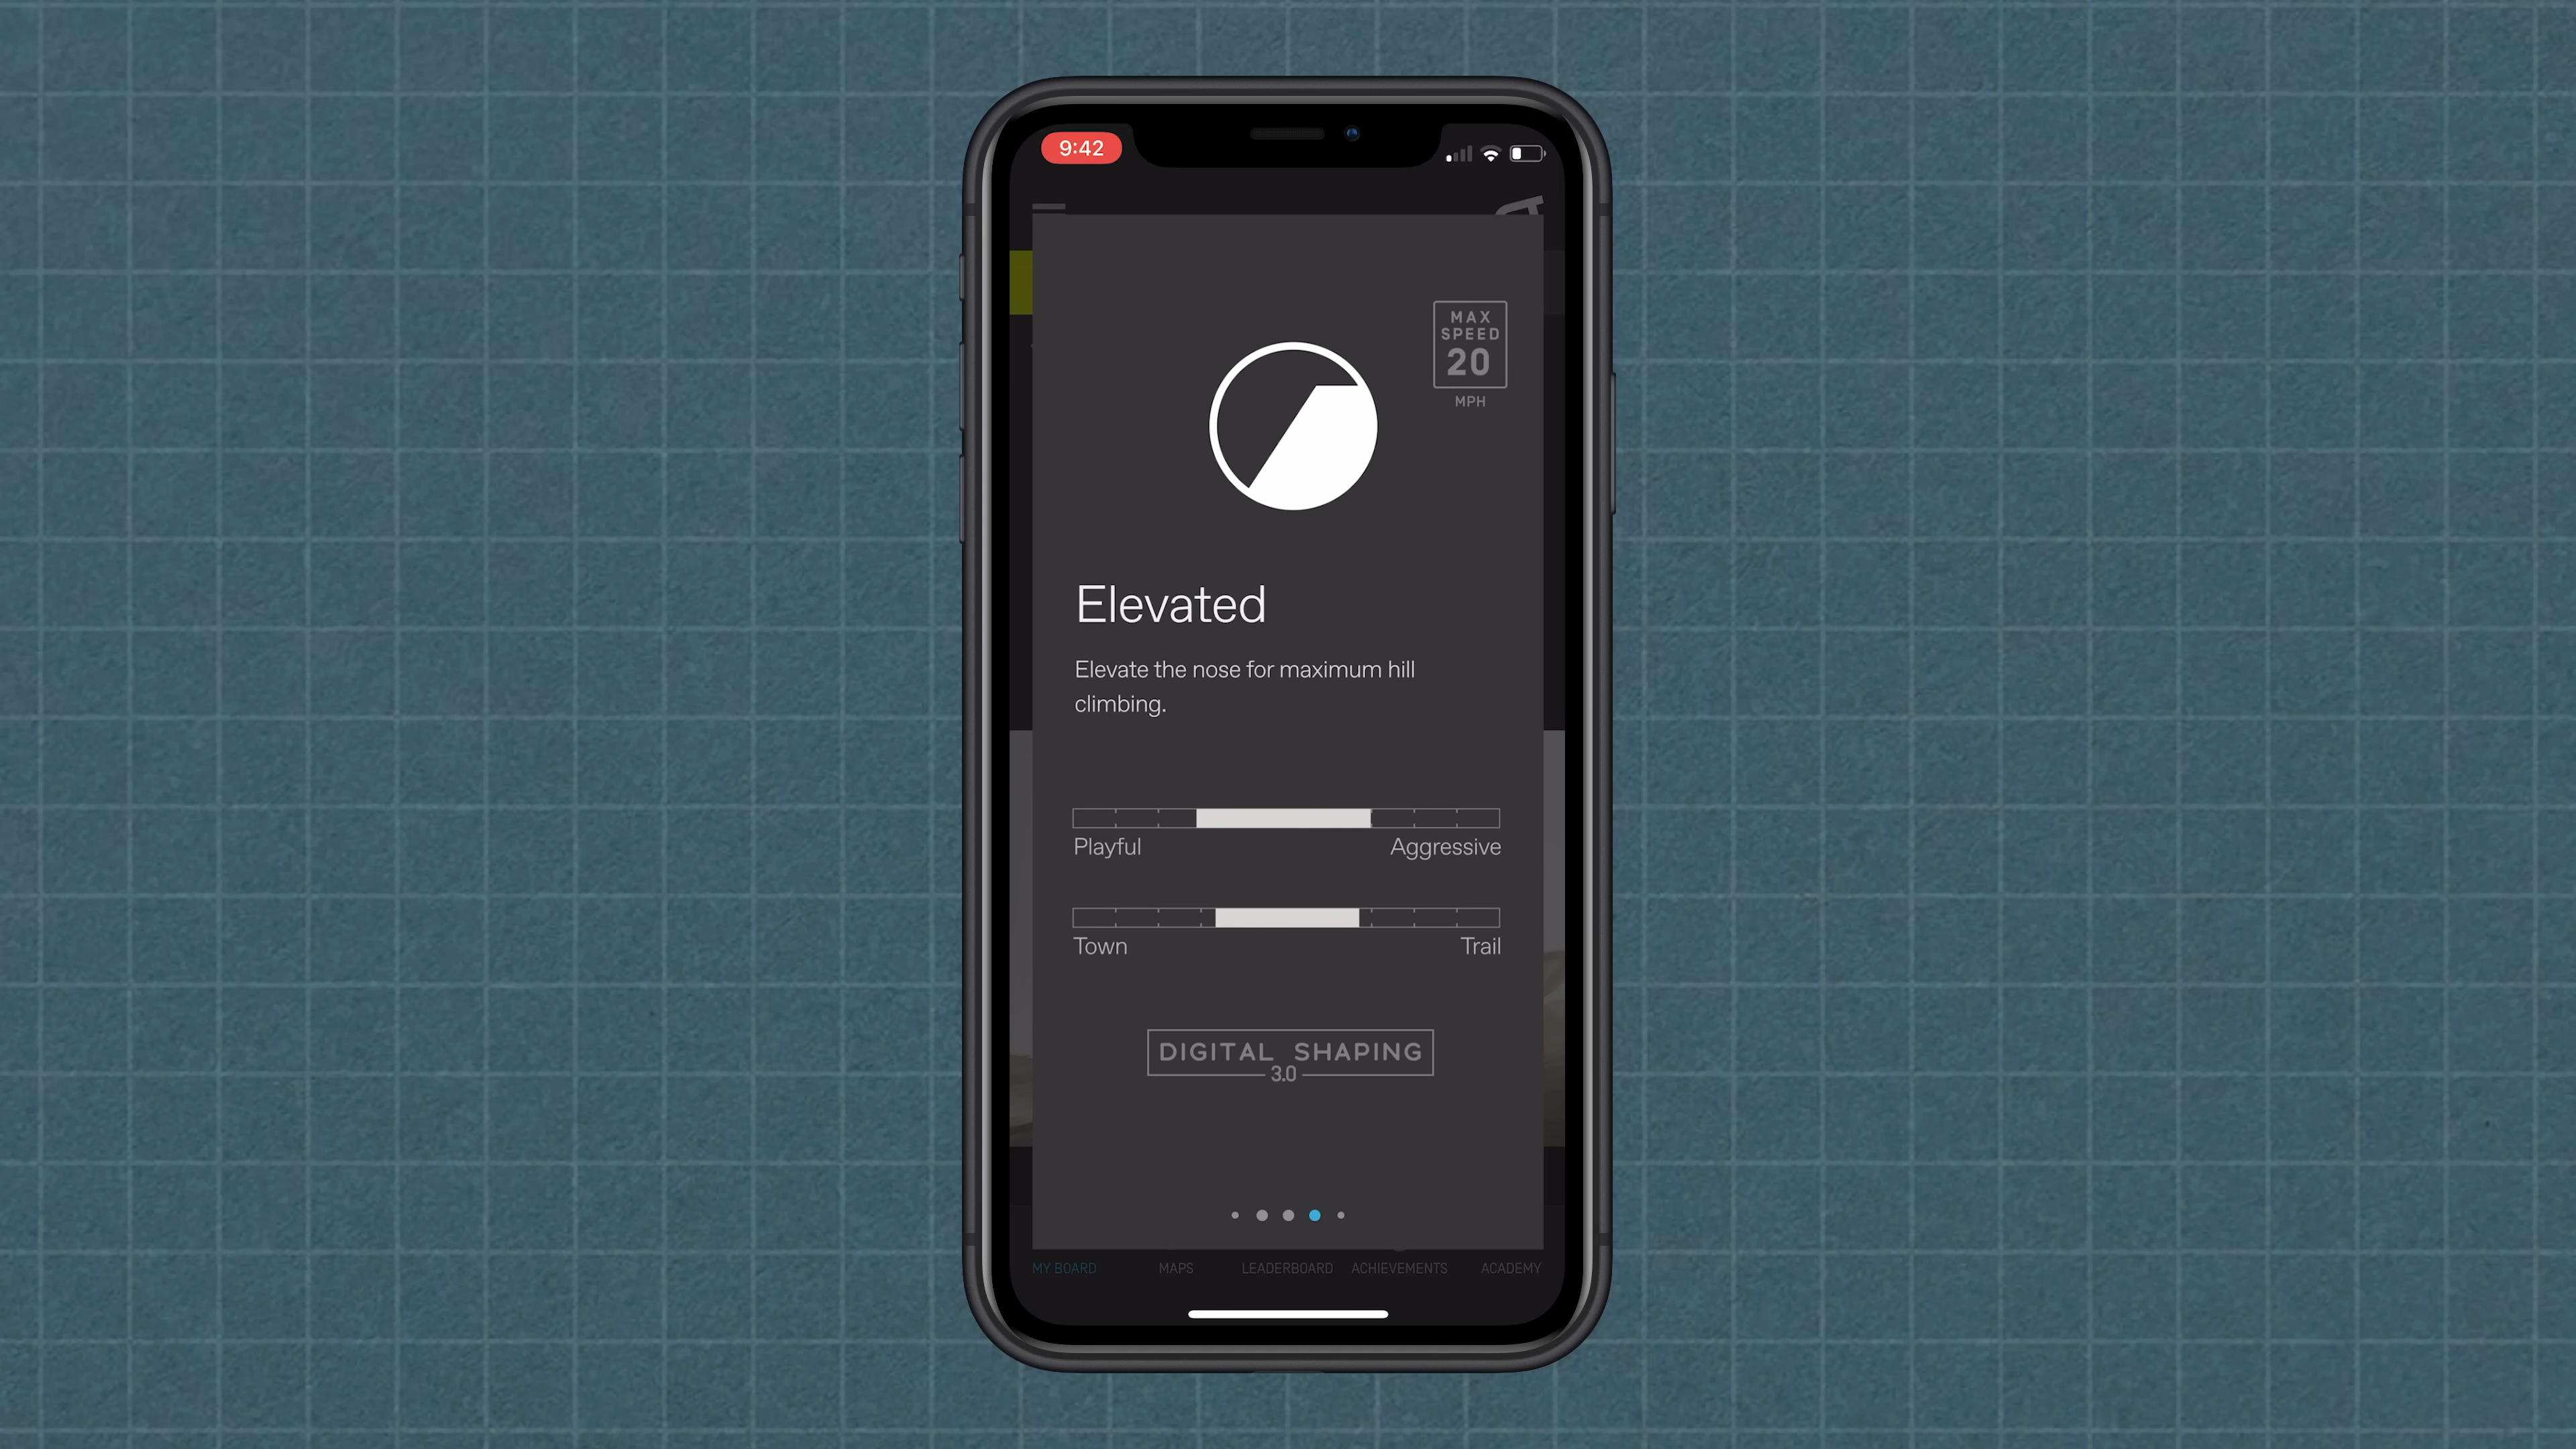 9:42
MAX
SPEED
20
MPH
Elevated
Elevate the nose for maximum hill
climbing.
Playful Aggressive
Town Trail
DIGITAL SHAPING
3.0
MY BOARD MAPS LEADERBOARD ACHIEVEMENTS ACADEMY